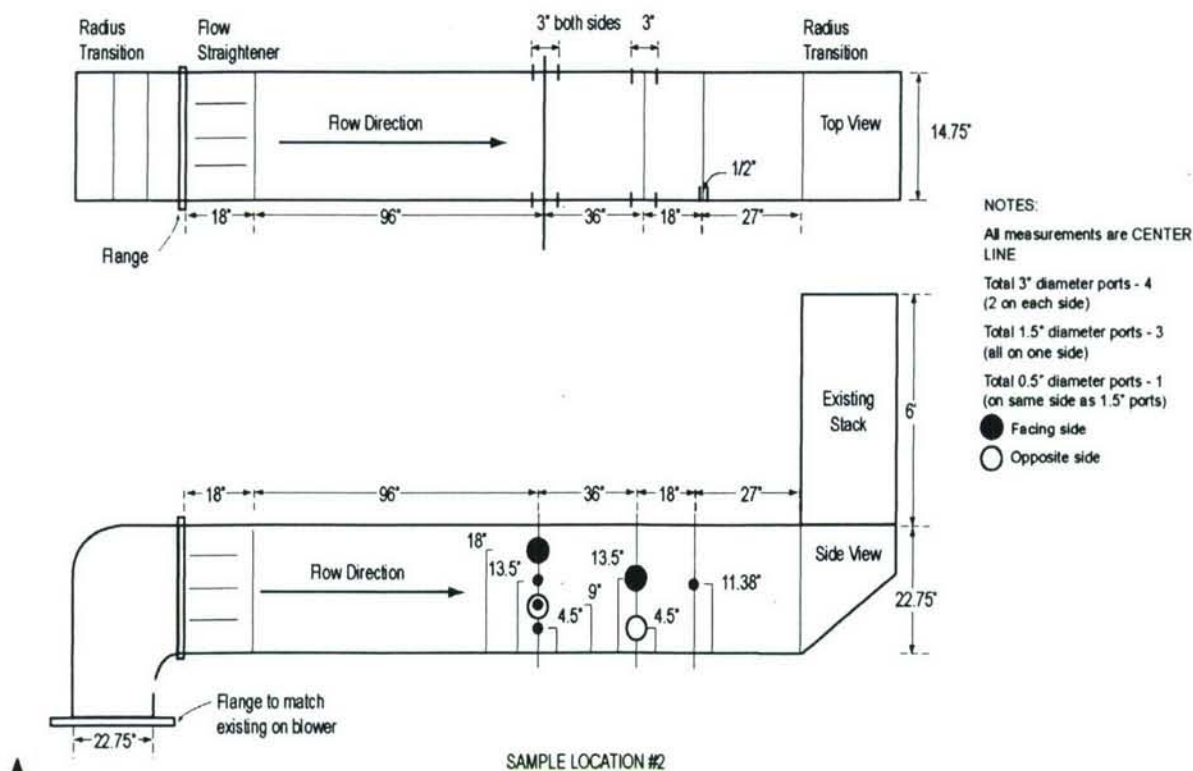 Radius
Transition
Flow
Straightener
3" both sides
3"
Radius
Transition
Flow Direction
Top View
14.75"
1/2"
18"
96"
36"
18"
27"
Flange
NOTES:
All measurements are CENTER
LINE
Total 3" diameter ports - 4
(2 on each side)
Total 1.5" diameter ports - 3
(all on one side)
Total 0.5" diameter ports - 1
(on same side as 1.5" ports)
Facing side
Opposite side
Existing
Stack
6'
18"
96"
36"
18"
27"
Flow Direction
18"
13.5"
9"
4.5"
13.5"
4.5"
11.38"
Side View
22.75"
Flange to match
existing on blower
22.75"
SAMPLE LOCATION #2